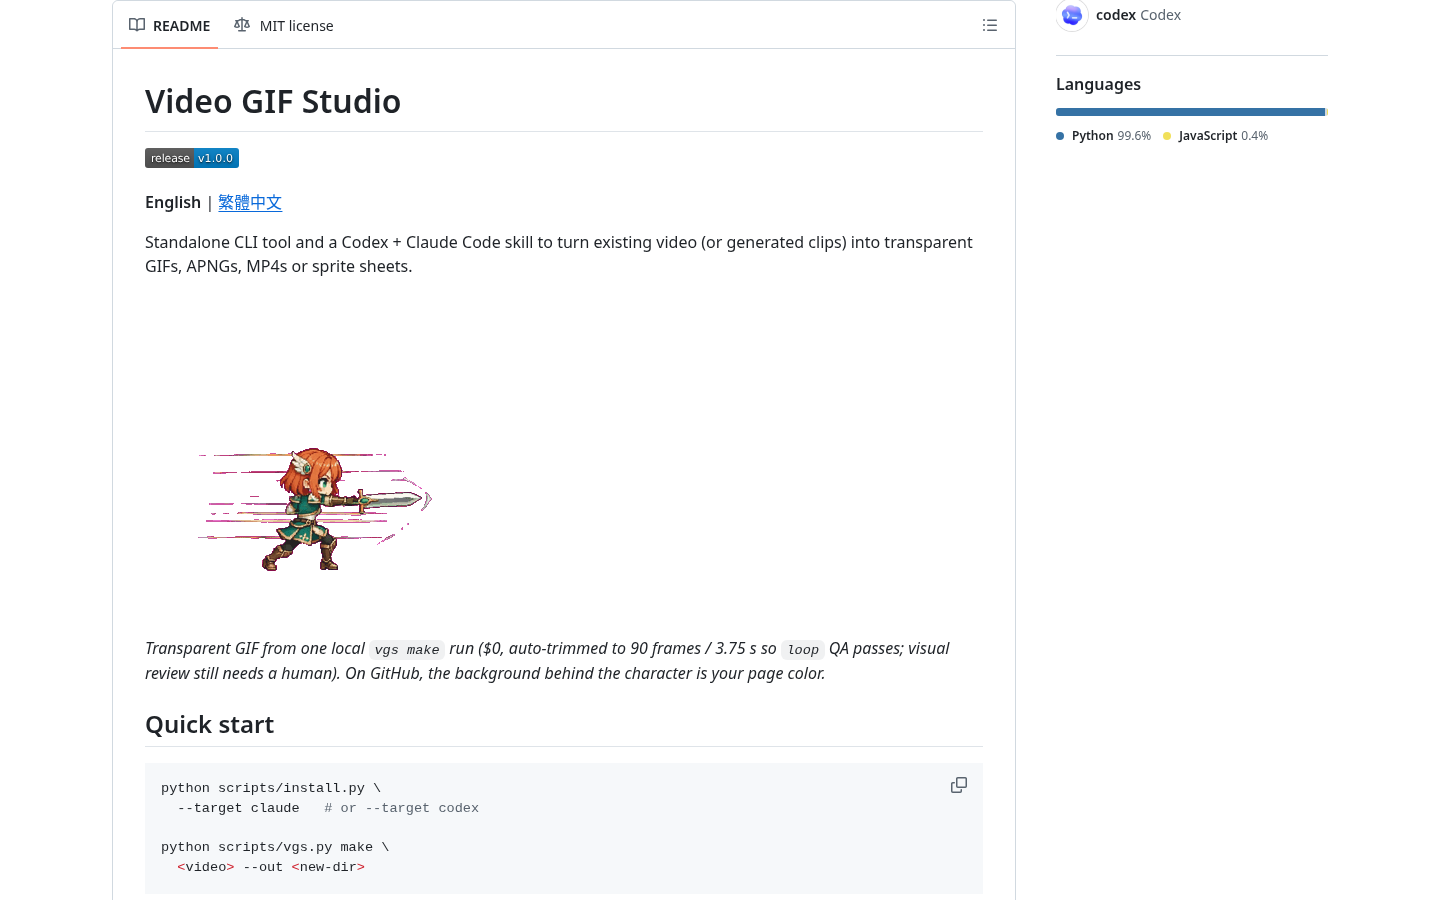 README
MIT license
Video GIF Studio
release v1.0.0
English | 繁體中文
Standalone CLI tool and a Codex + Claude Code skill to turn existing video (or generated clips) into transparent
GIFs, APNGs, MP4s or sprite sheets.
Transparent GIF from one local vgs make run ($0, auto-trimmed to 90 frames / 3.75 s so loop QA passes; visual
review still needs a human). On GitHub, the background behind the character is your page color.
Quick start
python scripts/install.py \
--target claude   # or --target codex
python scripts/vgs.py make \
<video> --out <new-dir>
codex Codex
Languages
Python 99.6%
JavaScript 0.4%